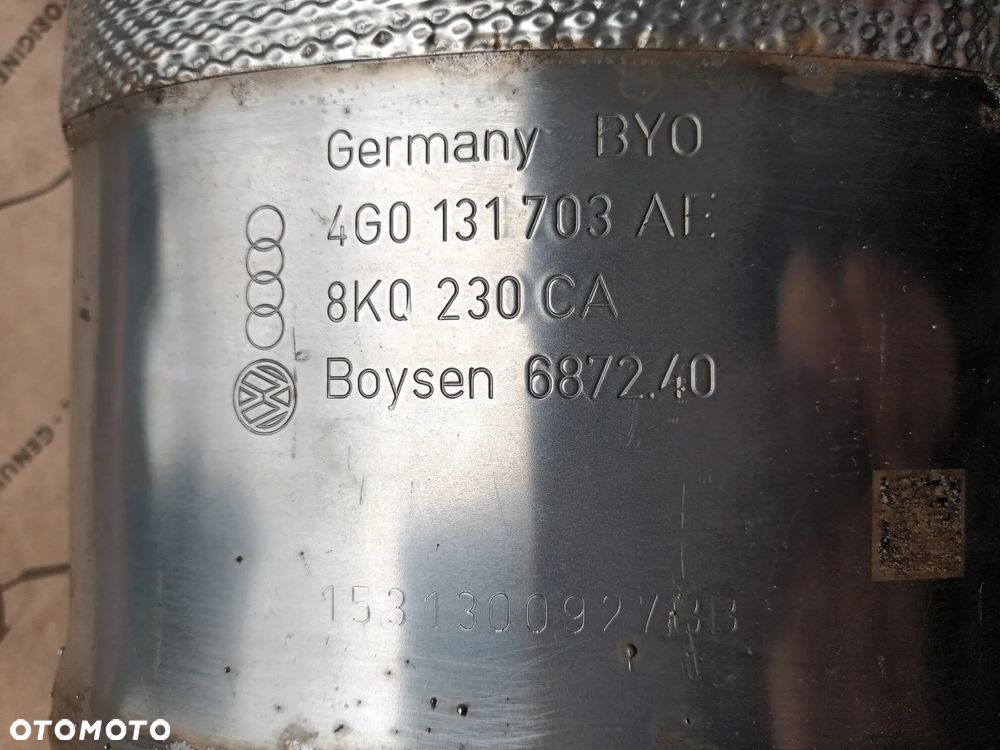 Germany BYO
4G0 131 703 AE
8K0 230 CA
Boysen 6872.40
OTOMOTO